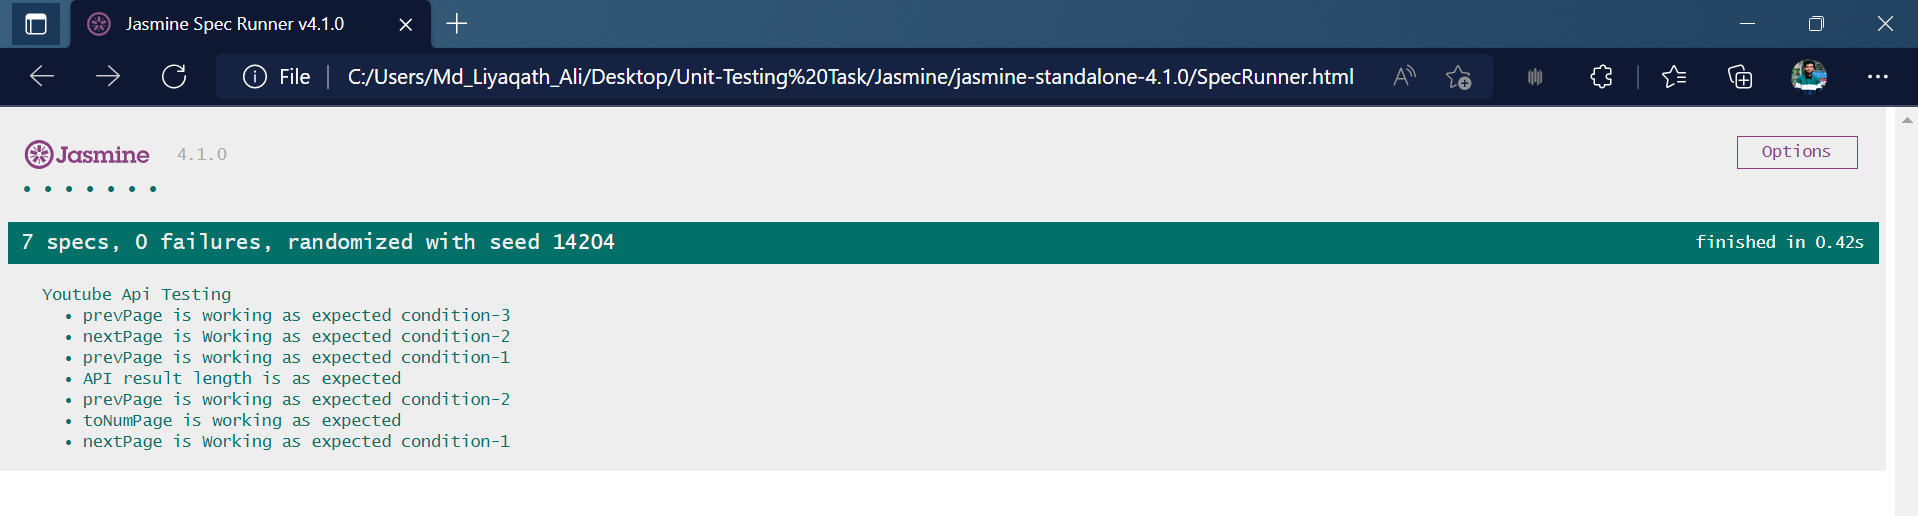 Jasmine Spec Runner v4.1.0
File C:/Users/Md_Liyaqath_Ali/Desktop/Unit-Testing%20Task/Jasmine/jasmine-standalone-4.1.0/SpecRunner.html
Jasmine 4.1.0 Options
7 specs, 0 failures, randomized with seed 14204 finished in 0.42s
Youtube Api Testing
• prevPage is working as expected condition-3
• nextPage is Working as expected condition-2
• prevPage is working as expected condition-1
• API result length is as expected
• prevPage is working as expected condition-2
• toNumPage is working as expected
• nextPage is Working as expected condition-1